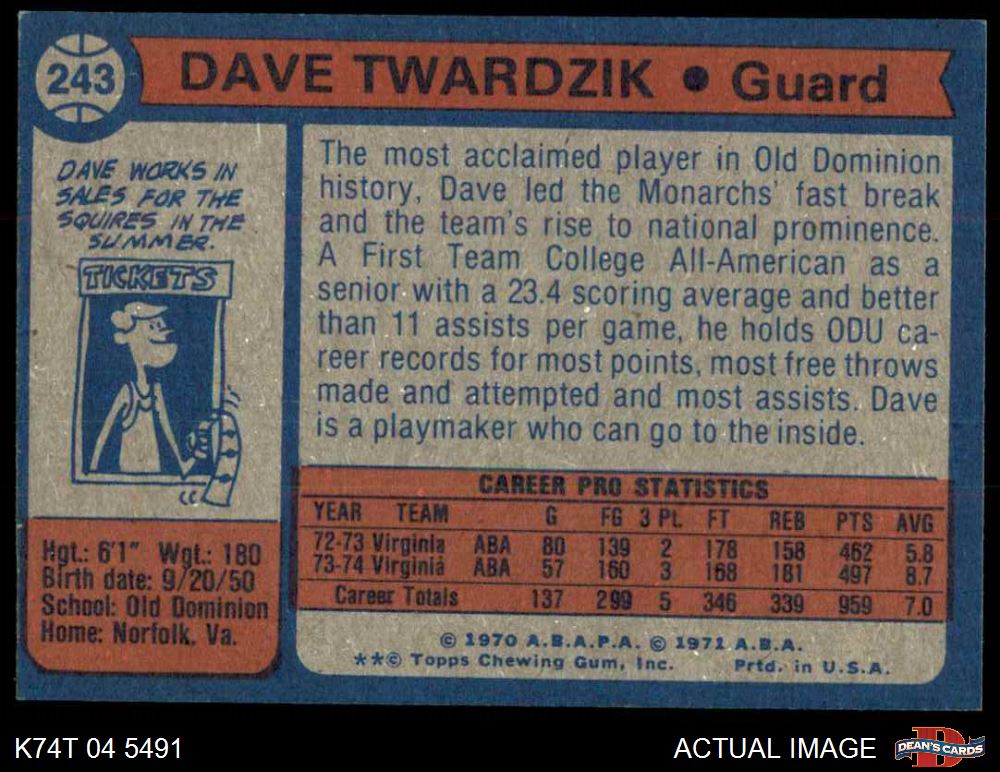 243
DAVE TWARDZIK • Guard
DAVE WORKS IN
SALES FOR THE
SQUIRES IN THE
SUMMER.
TICKETS
The most acclaimed player in Old Dominion
history, Dave led the Monarchs' fast break
and the team's rise to national prominence.
A First Team College All-American as a
senior with a 23.4 scoring average and better
than 11 assists per game, he holds ODU ca-
reer records for most points, most free throws
made and attempted and most assists. Dave
is a playmaker who can go to the inside.
Hgt.: 6'1" Wgt.: 180
Birth date: 9/20/50
School: Old Dominion
Home: Norfolk, Va.
CAREER PRO STATISTICS
YEAR TEAM G FG 3 PL FT REB PTS AVG
72-73 Virginia ABA 80 139 2 178 158 462 5.8
73-74 Virginia ABA 57 160 3 168 181 497 8.7
Career Totals 137 299 5 346 339 959 7.0
© 1970 A.B.A.P.A. © 1971 A.B.A.
**© Topps Chewing Gum, Inc. Prtd. in U.S.A.
K74T 04 5491
ACTUAL IMAGE
D
DEAN'S CARDS